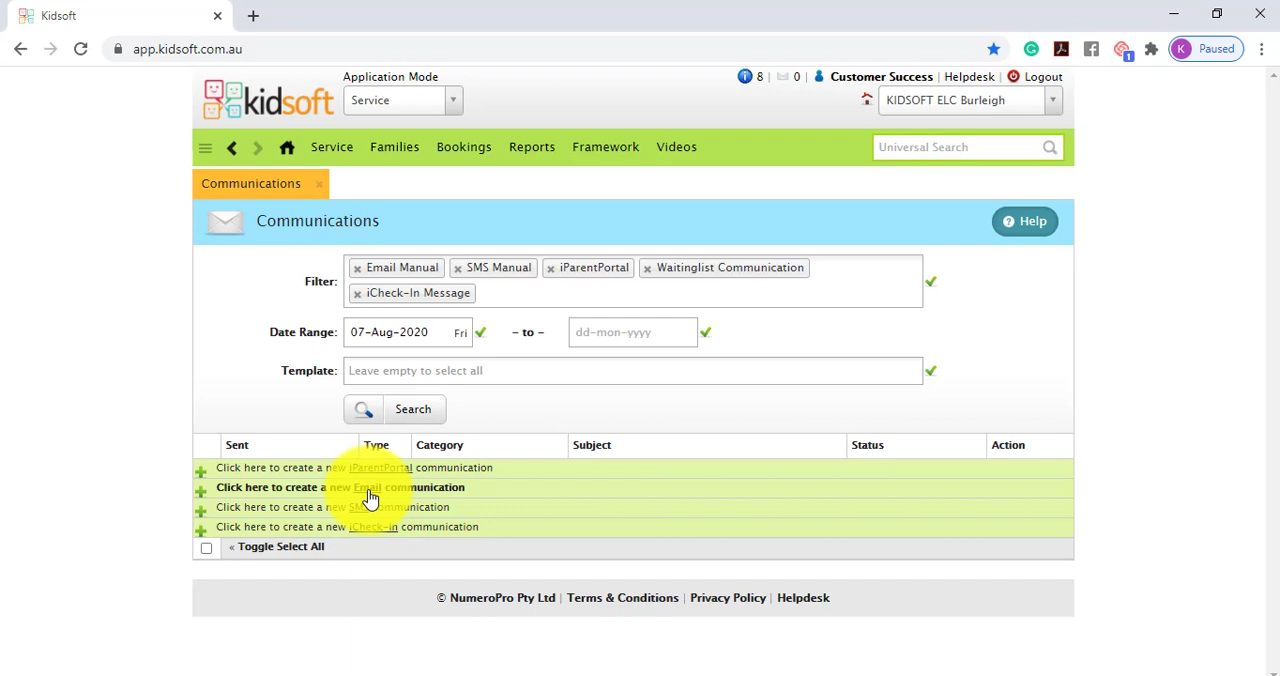 Kidsoft
app.kidsoft.com.au
1
K Paused
kidsoft
Application Mode
Service
8 | 0 Customer Success | Helpdesk | Logout
KIDSOFT ELC Burleigh
Service Families Bookings Reports Framework Videos
Universal Search
Communications
Communications
Help
Filter:
Email Manual SMS Manual iParentPortal Waitinglist Communication
iCheck-In Message
Date Range: 07-Aug-2020 Fri - to - dd-mon-yyyy
Template: Leave empty to select all
Search
Sent Type Category Subject Status Action
Click here to create a new iParentPortal communication
Click here to create a new Email communication
Click here to create a new SMS communication
Click here to create a new iCheck-In communication
« Toggle Select All
© NumeroPro Pty Ltd | Terms & Conditions | Privacy Policy | Helpdesk